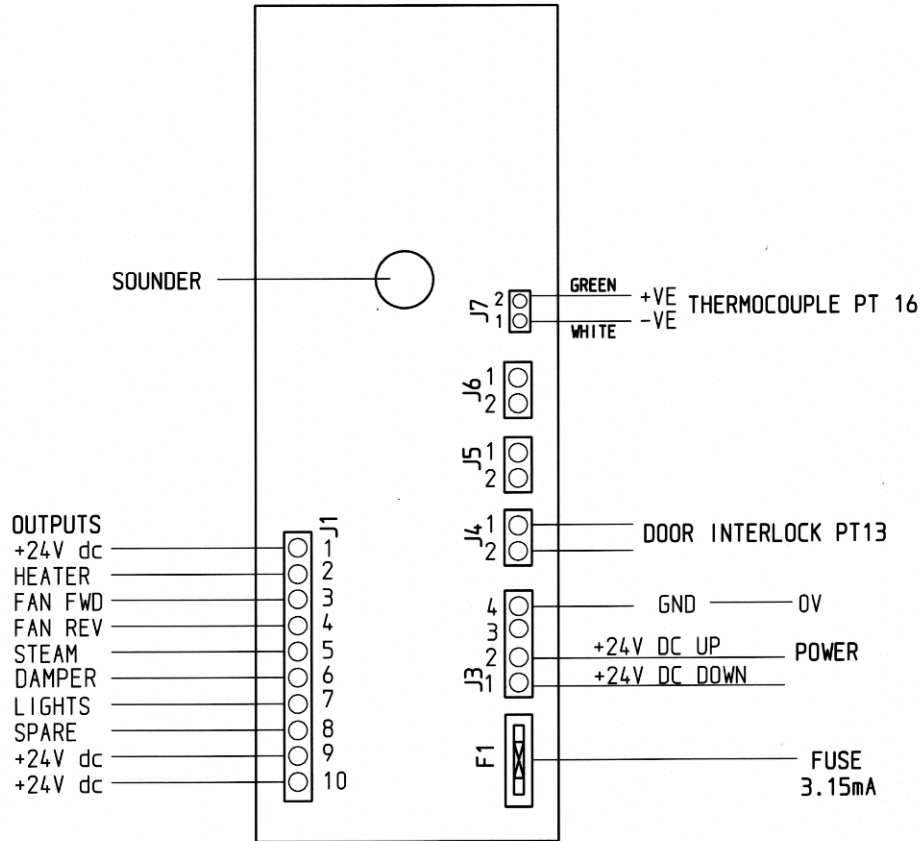 SOUNDER
J7
2
1
GREEN
WHITE
+VE
-VE
THERMOCOUPLE PT 16
J6
1
2
J5
1
2
J4
1
2
DOOR INTERLOCK PT13
J3
4
3
2
1
GND
0V
+24V DC UP
+24V DC DOWN
POWER
F1
FUSE
3.15mA
OUTPUTS
J1
+24V dc 1
HEATER 2
FAN FWD 3
FAN REV 4
STEAM 5
DAMPER 6
LIGHTS 7
SPARE 8
+24V dc 9
+24V dc 10